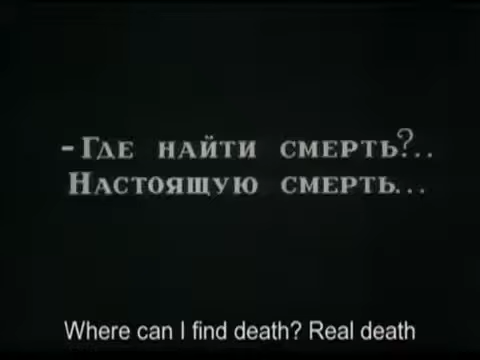 -Где найти смерть?..
Настоящую смерть...
Where can I find death? Real death